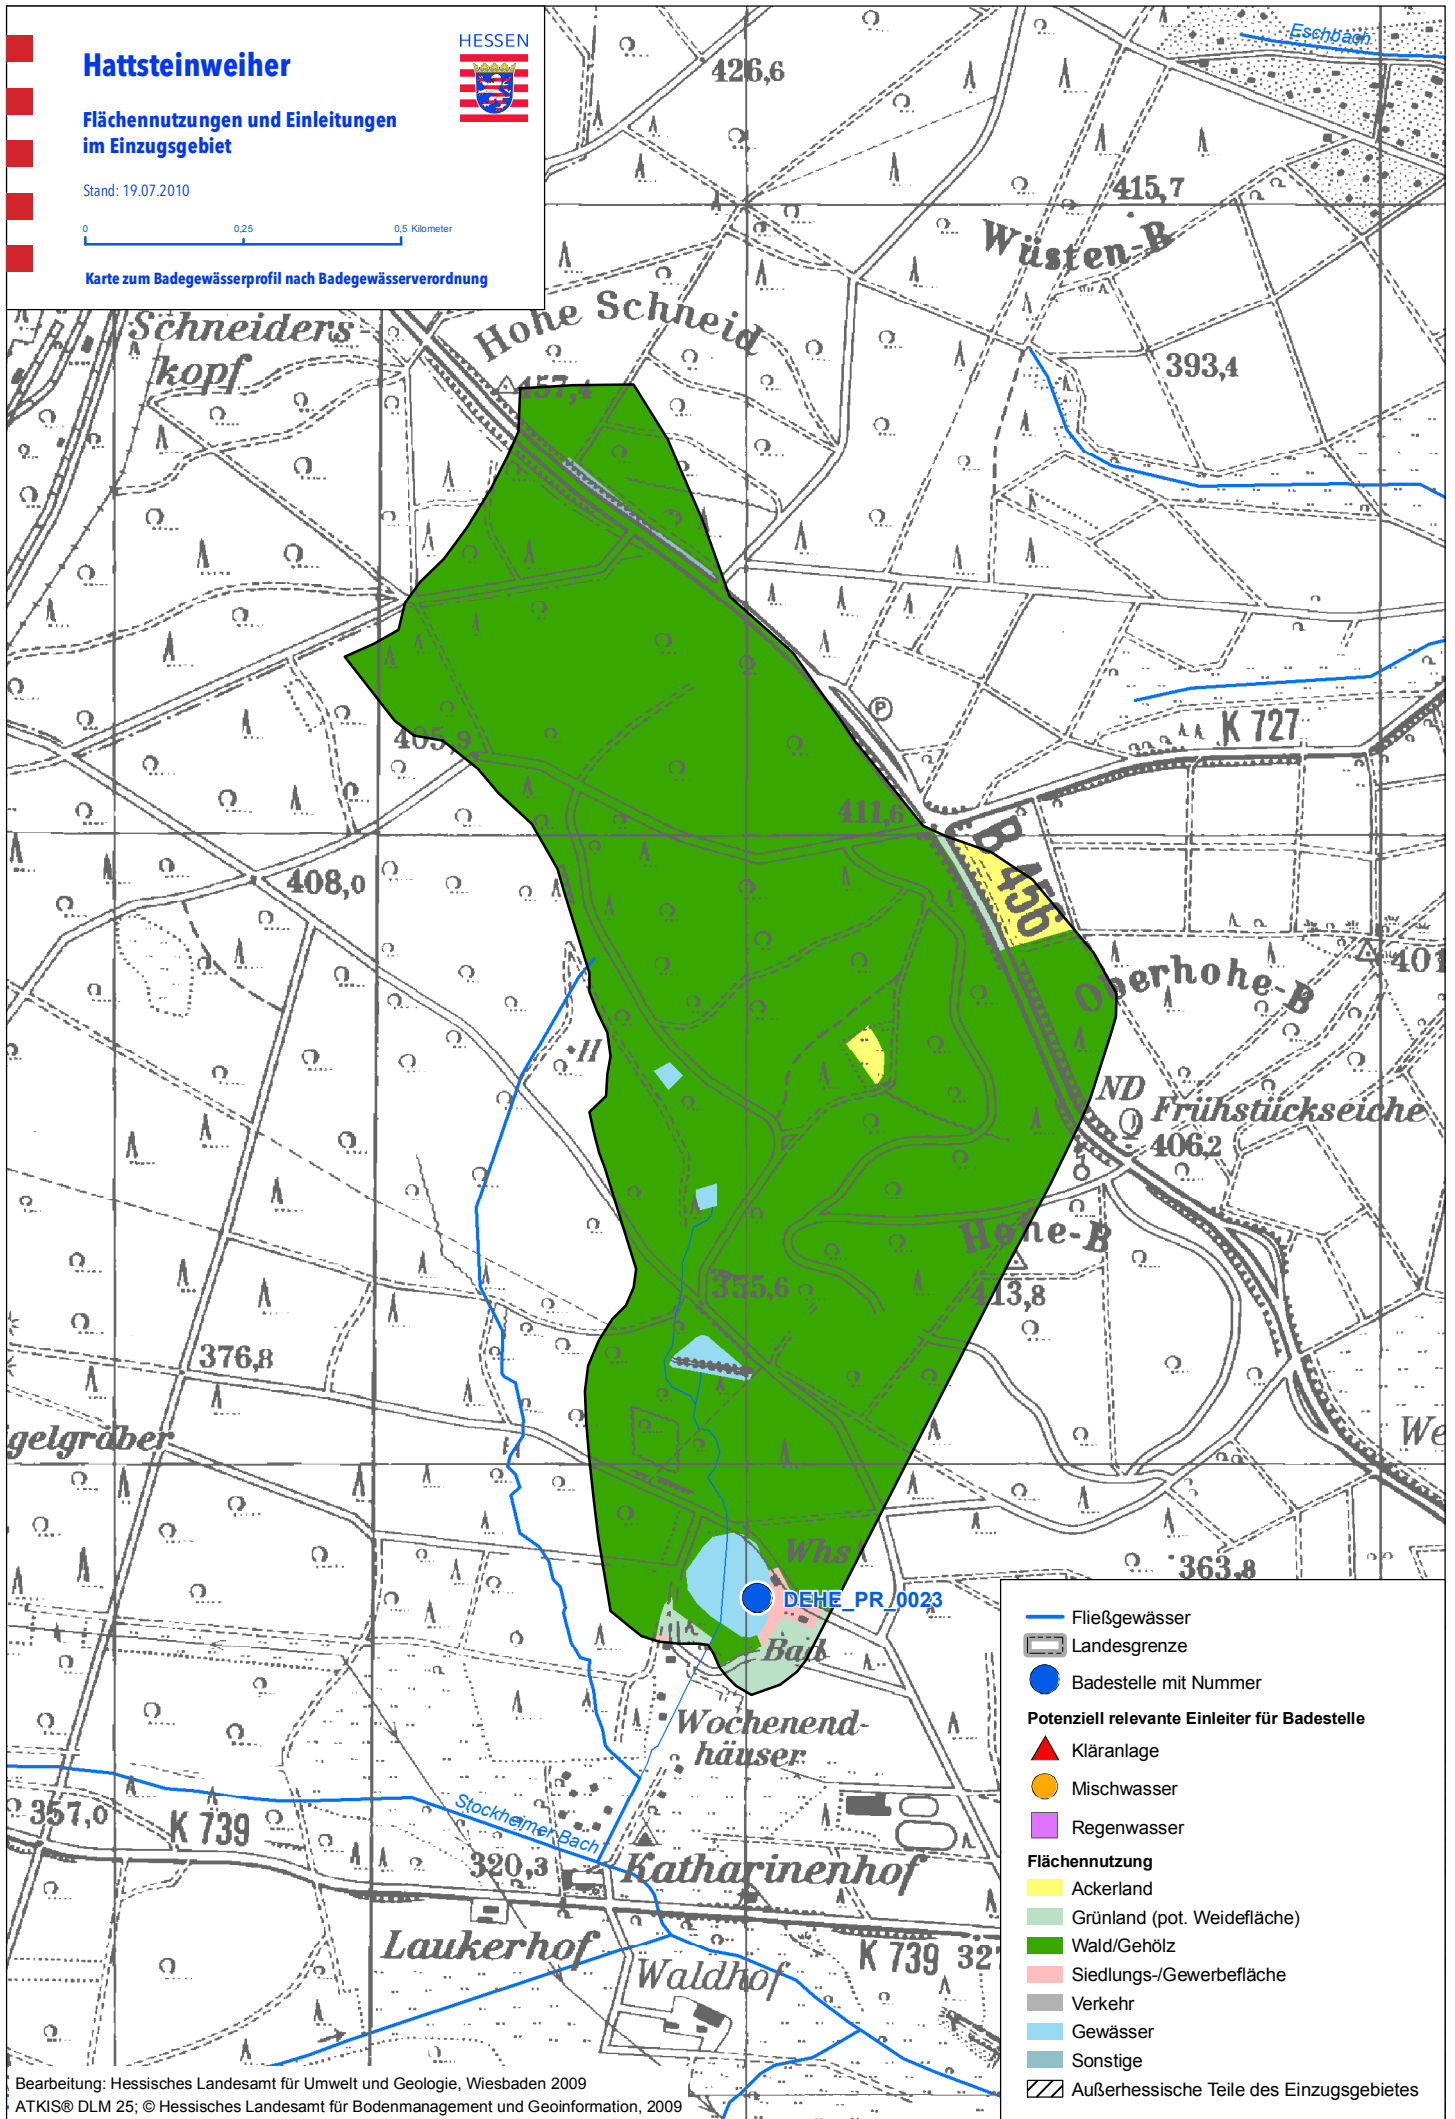 Hattsteinweiher
HESSEN
Flächennutzungen und Einleitungen
im Einzugsgebiet
Stand: 19.07.2010
0 0,25 0,5 Kilometer
Karte zum Badegewässerprofil nach Badegewässerverordnung
Eschbach
426,6
415,7
Wüsten-B
Hohe Schneid
Schneiders-
kopf
393,4
457,4
405,9
P
K 727
411,6
B 456
408,0
401
Oberhohe-B
H
ND
Frühstückseiche
406,2
Hohe-B
355,6
413,8
376,8
gelgräber
We
Whs
363,8
DEHE_PR_0023
Bad
Wochenend-
häuser
357,0
K 739
Stockheimer Bach
320,3
Katharinenhof
Laukerhof
Waldhof
K 739
32
Fließgewässer
Landesgrenze
Badestelle mit Nummer
Potenziell relevante Einleiter für Badestelle
Kläranlage
Mischwasser
Regenwasser
Flächennutzung
Ackerland
Grünland (pot. Weidefläche)
Wald/Gehölz
Siedlungs-/Gewerbefläche
Verkehr
Gewässer
Sonstige
Außerhessische Teile des Einzugsgebietes
Bearbeitung: Hessisches Landesamt für Umwelt und Geologie, Wiesbaden 2009
ATKIS® DLM 25; © Hessisches Landesamt für Bodenmanagement und Geoinformation, 2009